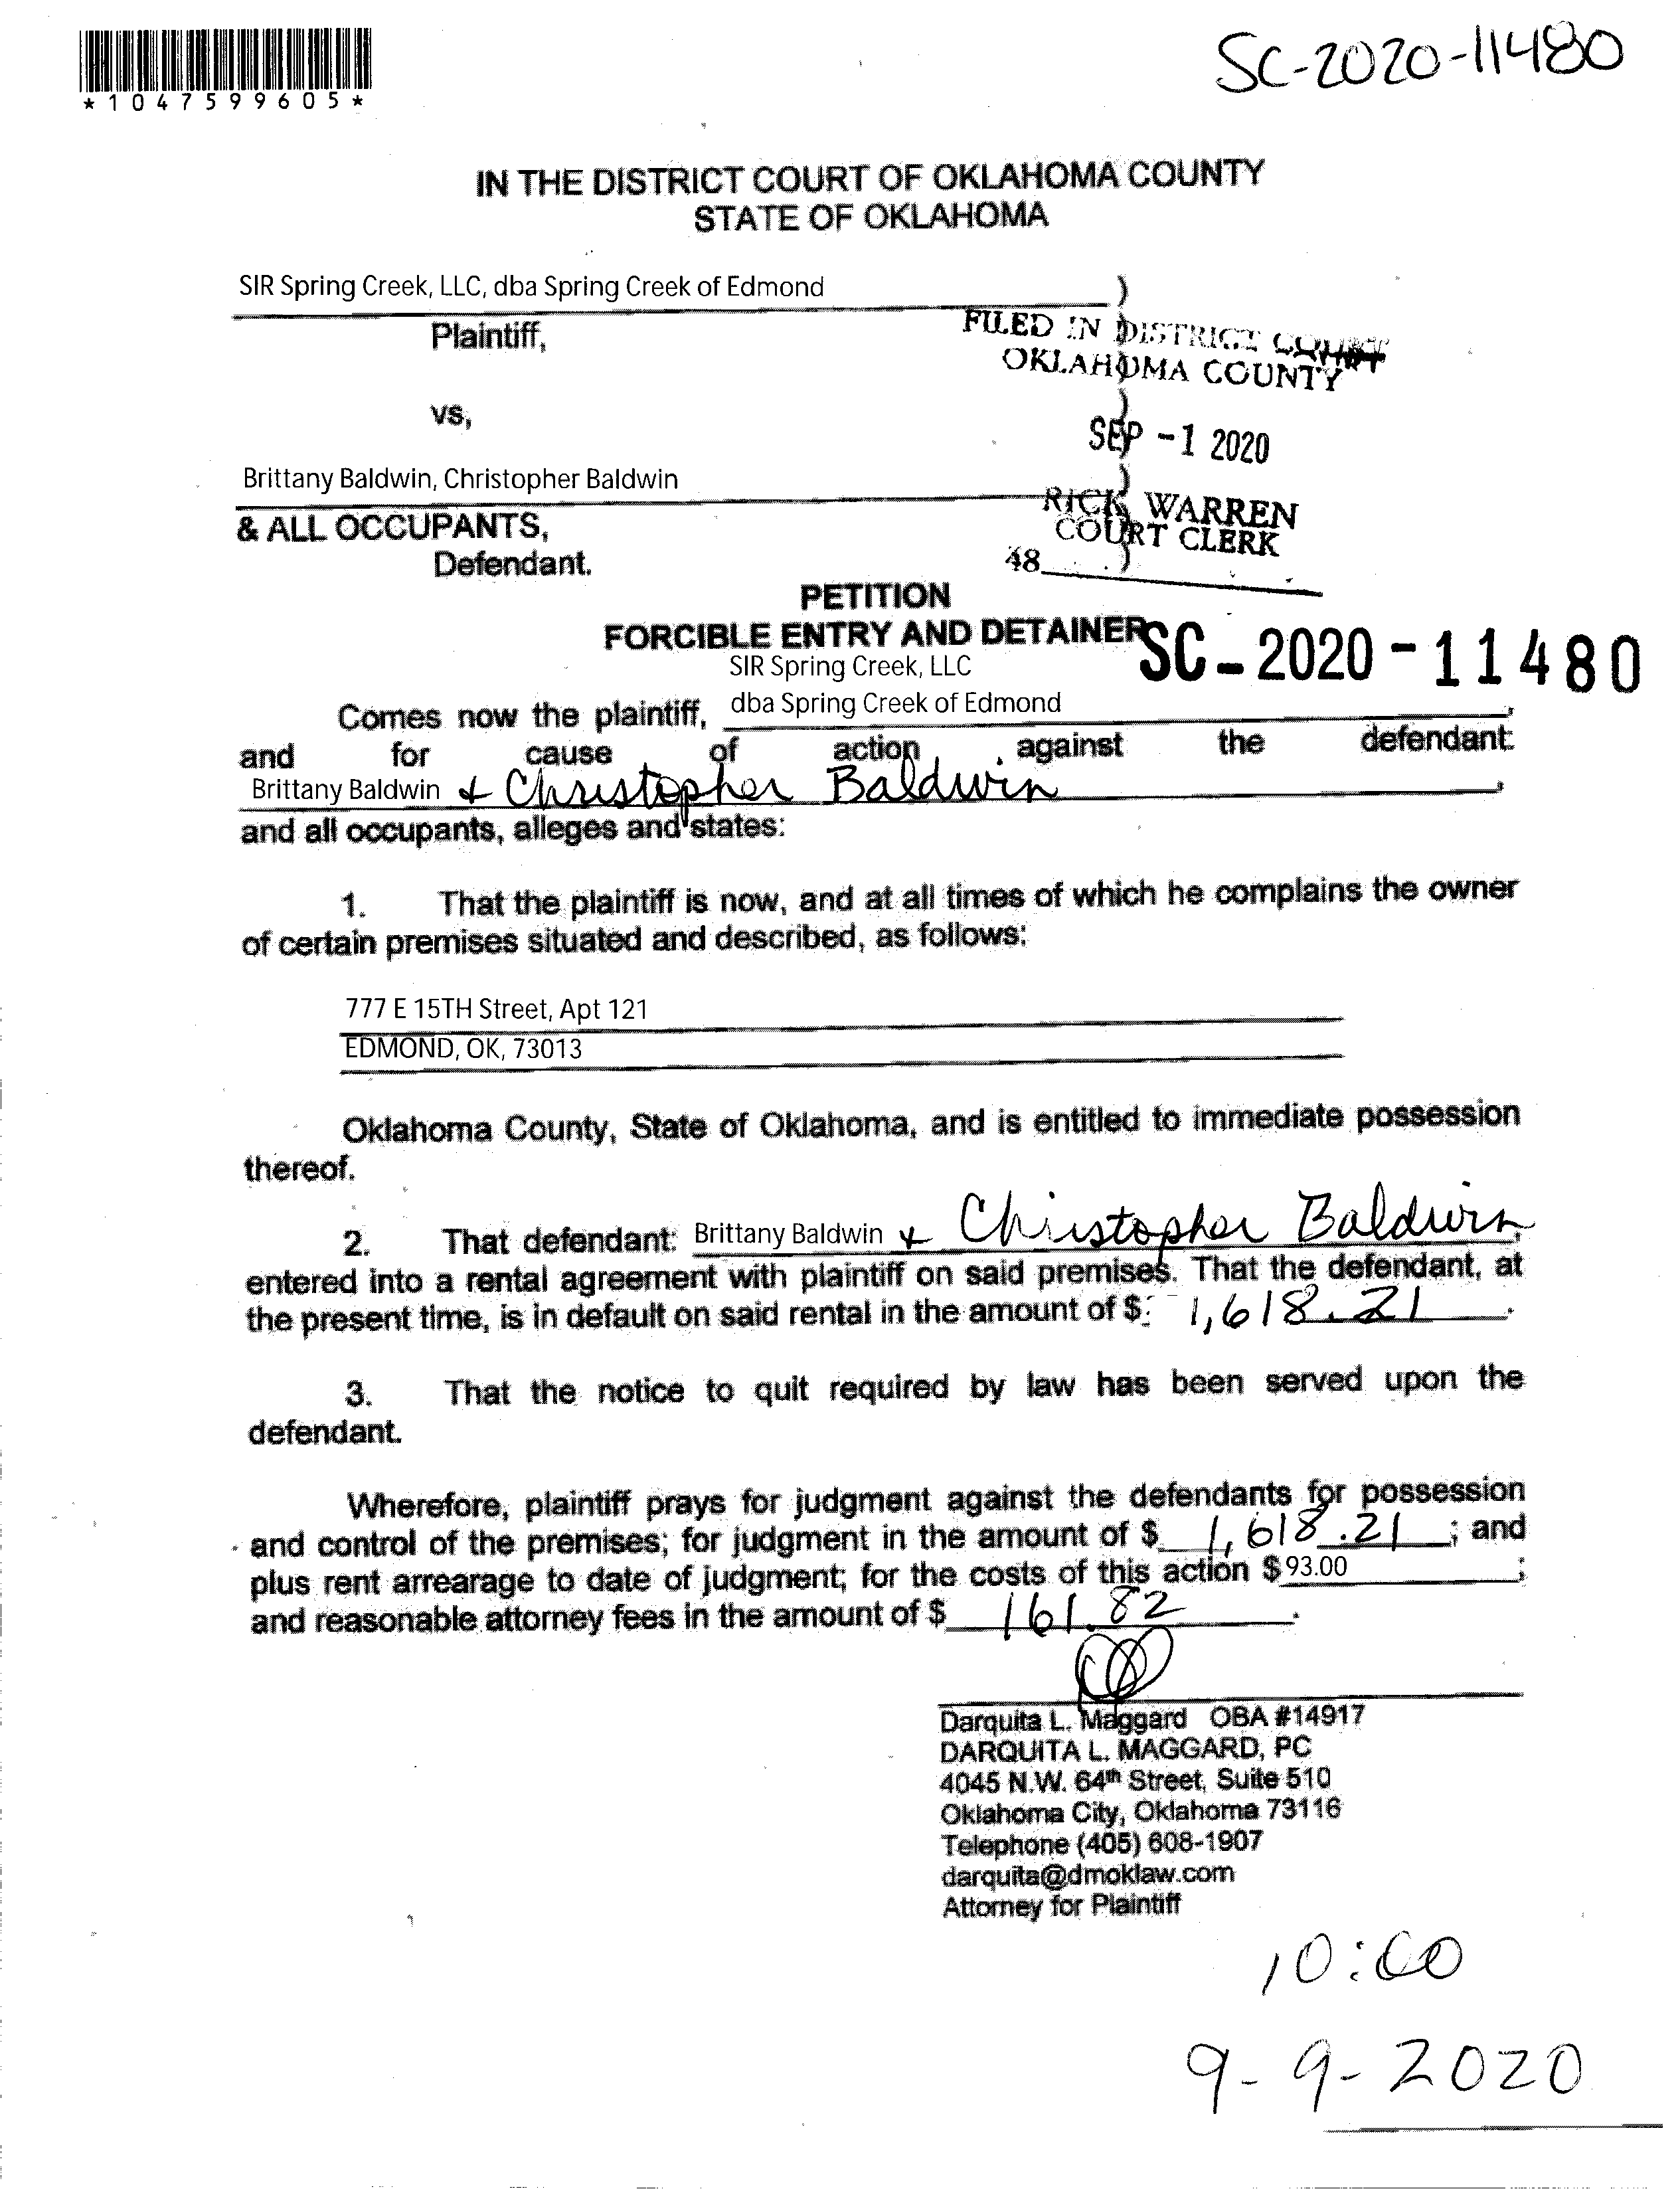 SC-2020-11480
*1047599605*
IN THE DISTRICT COURT OF OKLAHOMA COUNTY
STATE OF OKLAHOMA
SIR Spring Creek, LLC, dba Spring Creek of Edmond )
Plaintiff,
FILED IN DISTRICT COURT
OKLAHOMA COUNTY
)
vs,
SEP -1 2020
Brittany Baldwin, Christopher Baldwin )
RICK WARREN
& ALL OCCUPANTS,
COURT CLERK
Defendant.
48 )
PETITION
FORCIBLE ENTRY AND DETAINER
SC-2020-11480
SIR Spring Creek, LLC
Comes now the plaintiff, dba Spring Creek of Edmond,
and for cause of action, against the defendant:
Brittany Baldwin & Christopher Baldwin,
and all occupants, alleges and states:
1. That the plaintiff is now, and at all times of which he complains the owner
of certain premises situated and described, as follows:
777 E 15TH Street, Apt 121
EDMOND, OK, 73013
Oklahoma County, State of Oklahoma, and is entitled to immediate possession
thereof.
2. That defendant: Brittany Baldwin & Christopher Baldwin,
entered into a rental agreement with plaintiff on said premises. That the defendant, at
the present time, is in default on said rental in the amount of $: 1,618.21.
3. That the notice to quit required by law has been served upon the
defendant.
Wherefore, plaintiff prays for judgment against the defendants for possession
and control of the premises; for judgment in the amount of $ 1,618.21; and
plus rent arrearage to date of judgment; for the costs of this action $93.00;
and reasonable attorney fees in the amount of $ 161.82.
Darquita L. Maggard OBA #14917
DARQUITA L. MAGGARD, PC
4045 N.W. 64th Street, Suite 510
Oklahoma City, Oklahoma 73116
Telephone (405) 608-1907
darquita@dmoklaw.com
Attorney for Plaintiff
10:00
9-9-2020